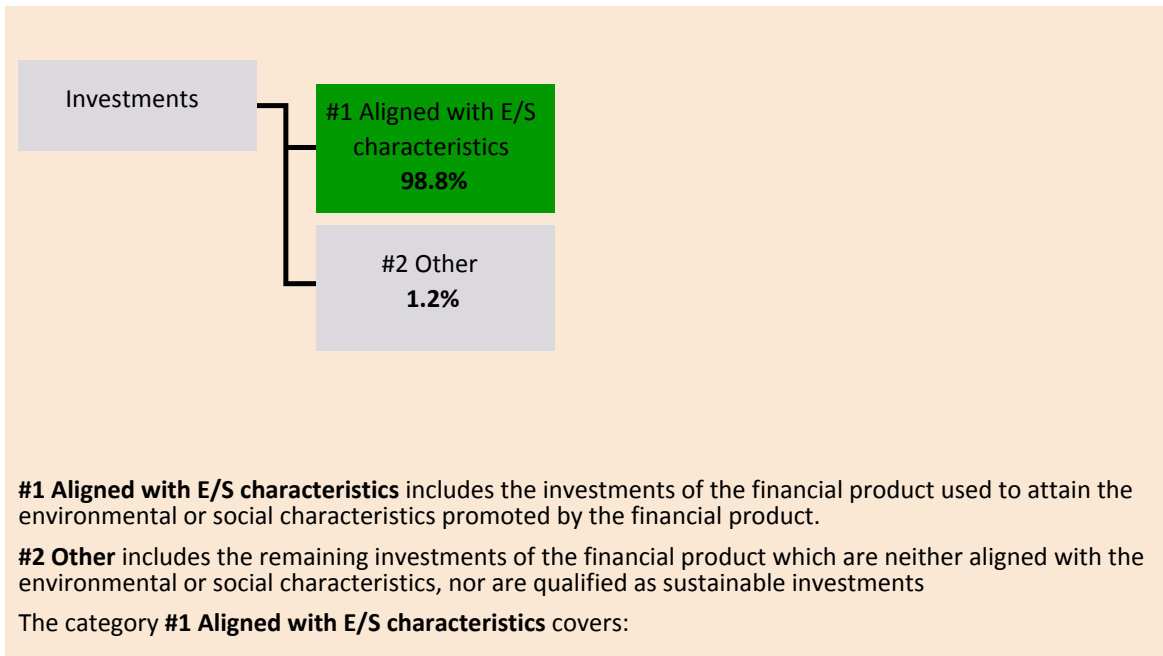 Investments
#1 Aligned with E/S
characteristics
98.8%
#2 Other
1.2%
#1 Aligned with E/S characteristics includes the investments of the financial product used to attain the
environmental or social characteristics promoted by the financial product.
#2 Other includes the remaining investments of the financial product which are neither aligned with the
environmental or social characteristics, nor are qualified as sustainable investments
The category #1 Aligned with E/S characteristics covers: